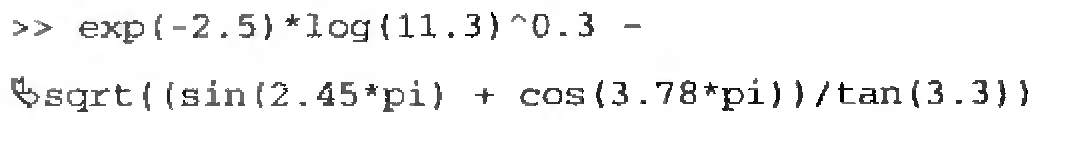 >> exp(-2.5)*log(11.3)^0.3 -
↳sqrt((sin(2.45*pi) + cos(3.78*pi))/tan(3.3))